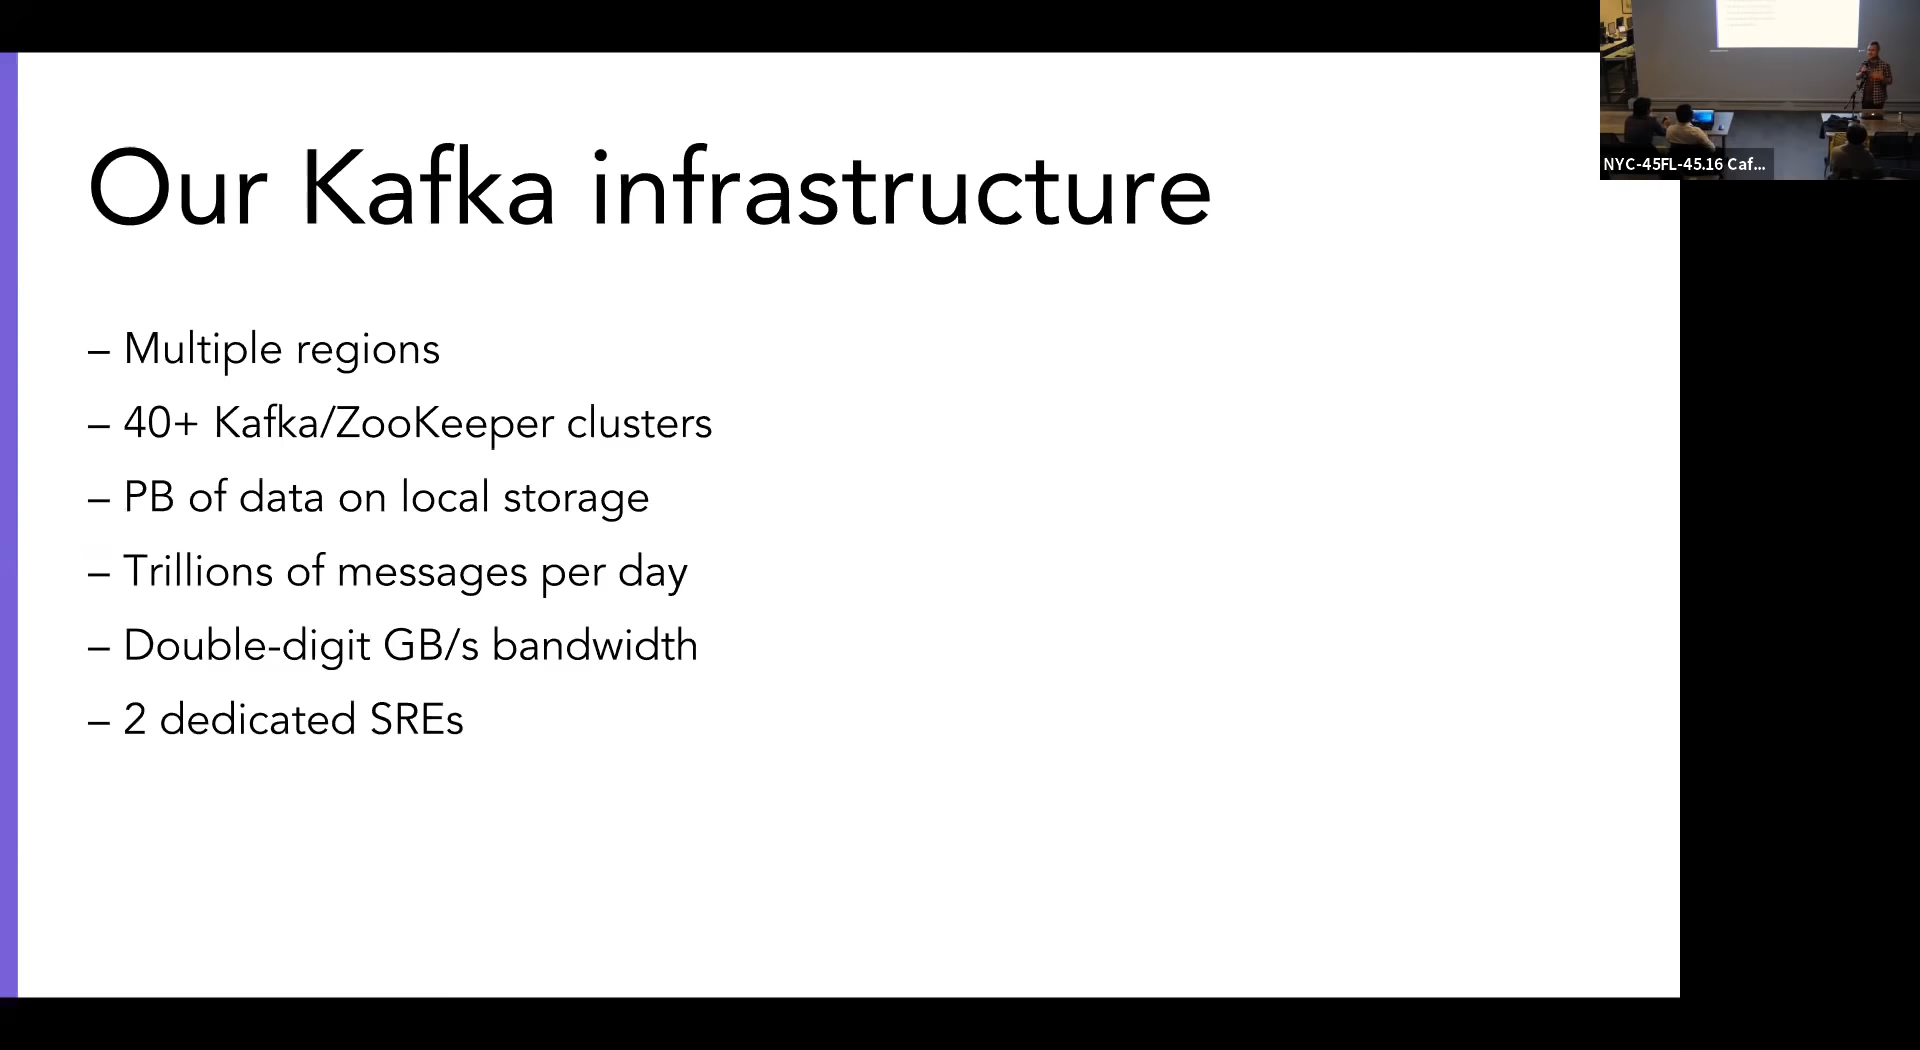 Our Kafka infrastructure
– Multiple regions
– 40+ Kafka/ZooKeeper clusters
– PB of data on local storage
– Trillions of messages per day
– Double-digit GB/s bandwidth
– 2 dedicated SREs
NYC-45FL-45.16 Caf...